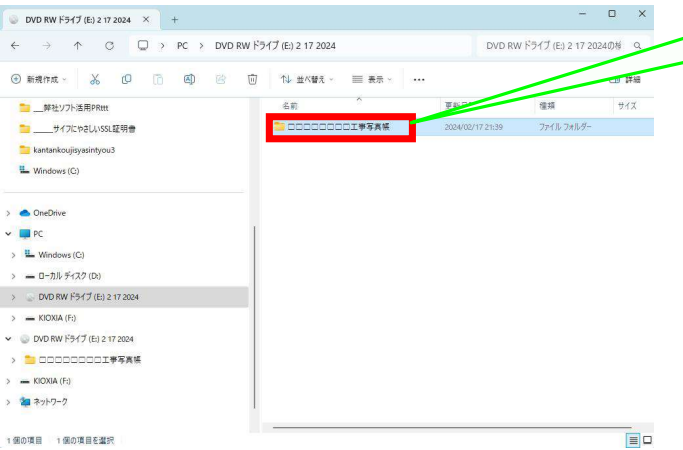 DVD RW ドライブ (E:) 2 17 2024
PC > DVD RW ドライブ (E:) 2 17 2024
DVD RW ドライブ (E:) 2 17 2024の検
新規作成
並べ替え
表示
詳細
名前
更新日
種類
サイズ
□□□□□□□□工事写真帳
2024/02/17 21:39
ファイル フォルダー
__弊社ソフト活用PRttt
_____サイフにやさしいSSL証明書
kantankoujisyasintyou3
Windows (C:)
OneDrive
PC
Windows (C:)
ローカル ディスク (D:)
DVD RW ドライブ (E:) 2 17 2024
KIOXIA (F:)
DVD RW ドライブ (E:) 2 17 2024
□□□□□□□□工事写真帳
KIOXIA (F:)
ネットワーク
1 個の項目
1 個の項目を選択